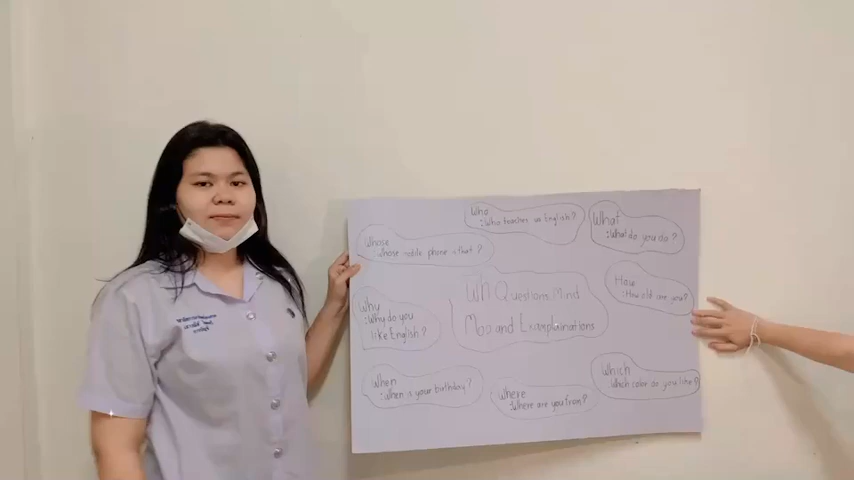 Who
:Who teaches us English?
What
:What do you do ?
Whose
:Whose mobile phone is that ?
How
:How old are you?
WH Questions Mind
Map and Examplainations
Why
:Why do you
like English?
Which
:Which color do you like?
When
:When is your birthday?
Where
:Where are you from?